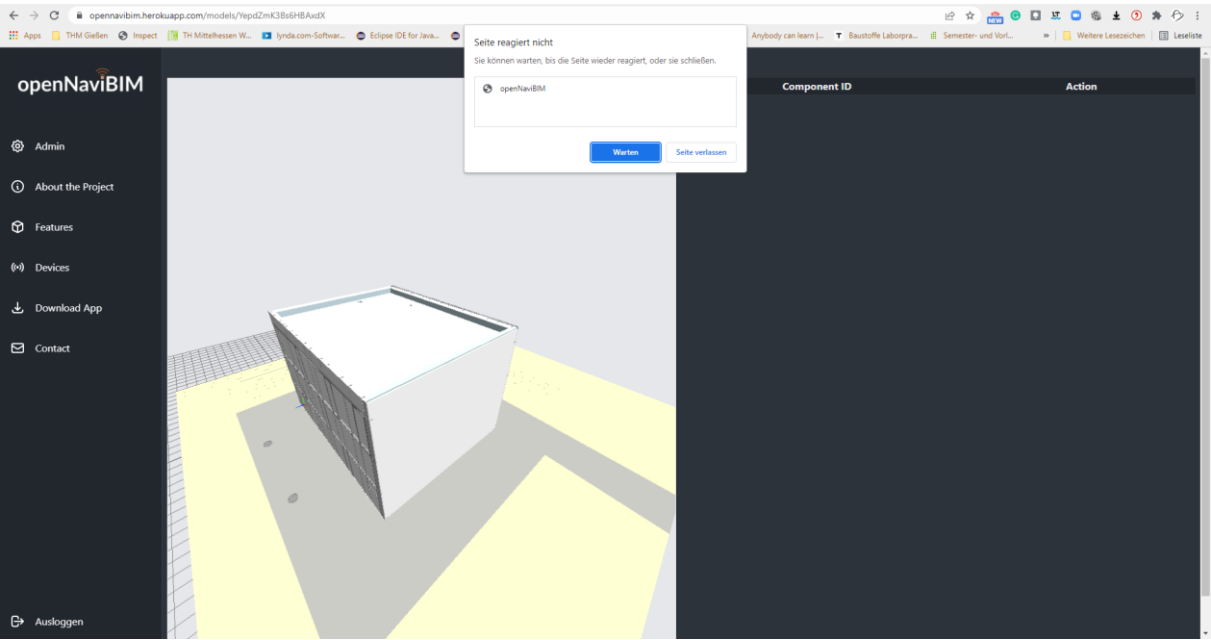 opennavibim.herokuapp.com/models/YepdZmK3Bs6HBAxdX
NEW
Apps THM Gießen Inspect TH Mittelhessen W... lynda.com-Softwar... Eclipse IDE for Java... Anybody can learn |... Baustoffe Laborpra... Semester- und Vorl... » Weitere Lesezeichen Leseliste
Seite reagiert nicht
Sie können warten, bis die Seite wieder reagiert, oder sie schließen.
openNaviBIM
Warten Seite verlassen
openNaviBIM
Component ID Action
Admin
About the Project
Features
Devices
Download App
Contact
Ausloggen